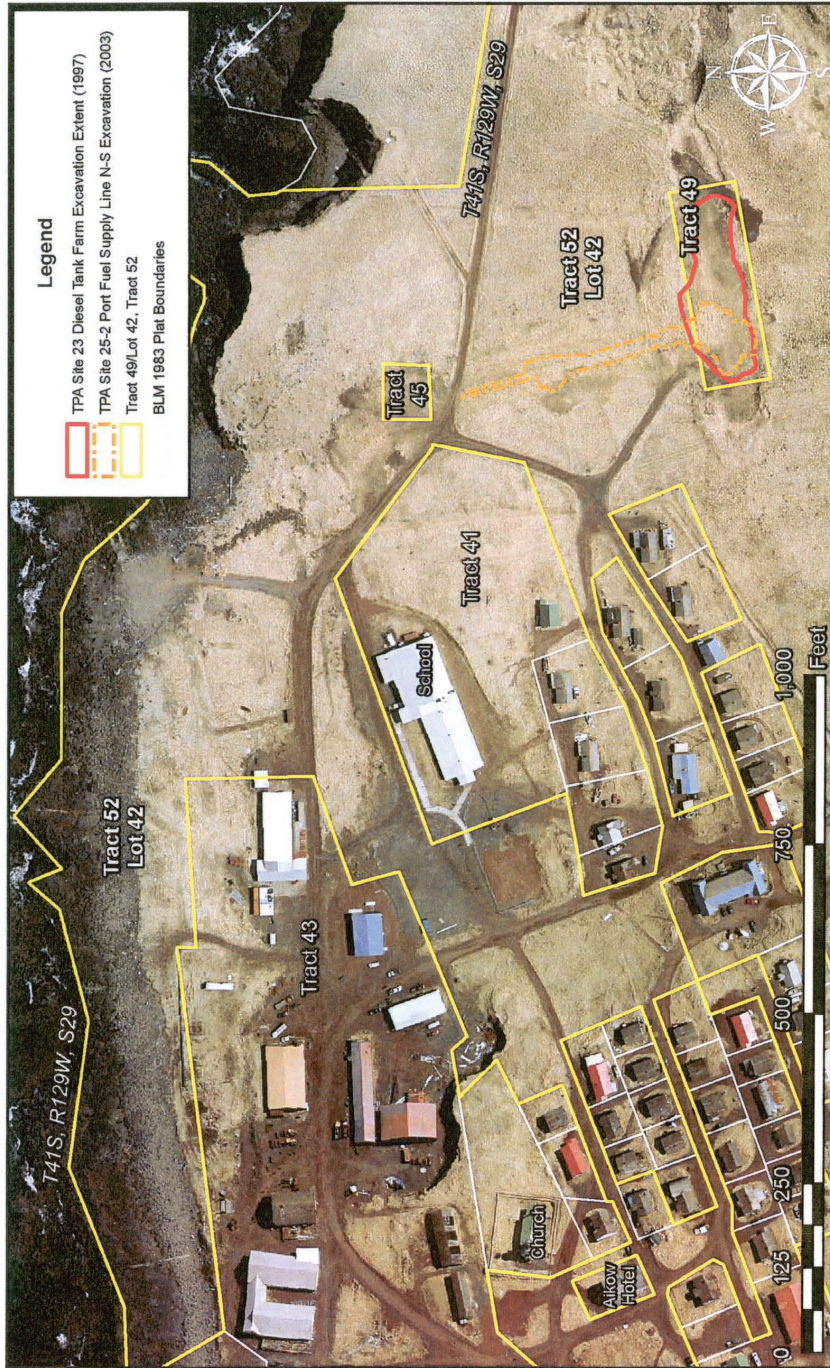 Legend
TPA Site 23 Diesel Tank Farm Excavation Extent (1997)
TPA Site 25-2 Port Fuel Supply Line N-S Excavation (2003)
Tract 49/Lot 42, Tract 52
BLM 1983 Plat Boundaries
T41S, R129W, S29
Tract 52
Lot 42
Tract 43
School
Tract 41
Tract
45
T41S, R129W, S29
Tract 52
Lot 42
Tract 49
Church
Aikow
Hotel
N
W
E
S
0
125
250
500
750
1,000
Feet